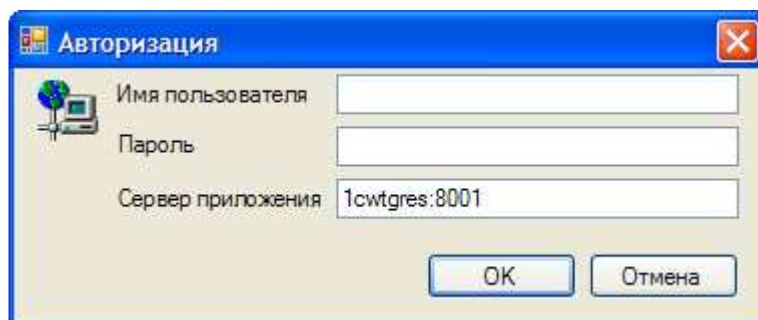 Авторизация
Имя пользователя
Пароль
Сервер приложения 1cwtgres:8001
OK Отмена